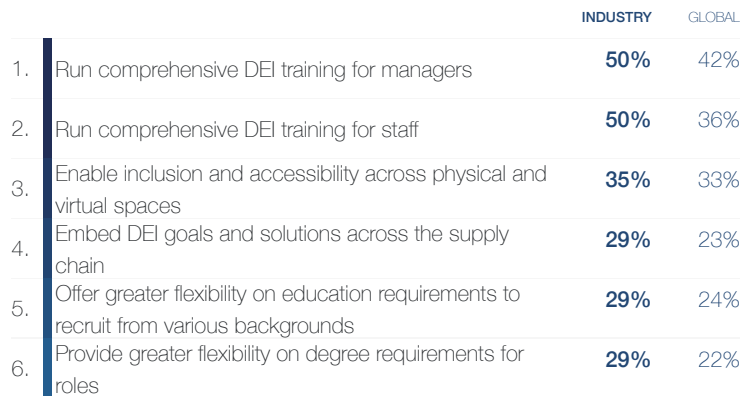 INDUSTRY GLOBAL
1. Run comprehensive DEI training for managers 50% 42%
2. Run comprehensive DEI training for staff 50% 36%
3. Enable inclusion and accessibility across physical and 35% 33%
virtual spaces
4. Embed DEI goals and solutions across the supply 29% 23%
chain
5. Offer greater flexibility on education requirements to 29% 24%
recruit from various backgrounds
6. Provide greater flexibility on degree requirements for 29% 22%
roles